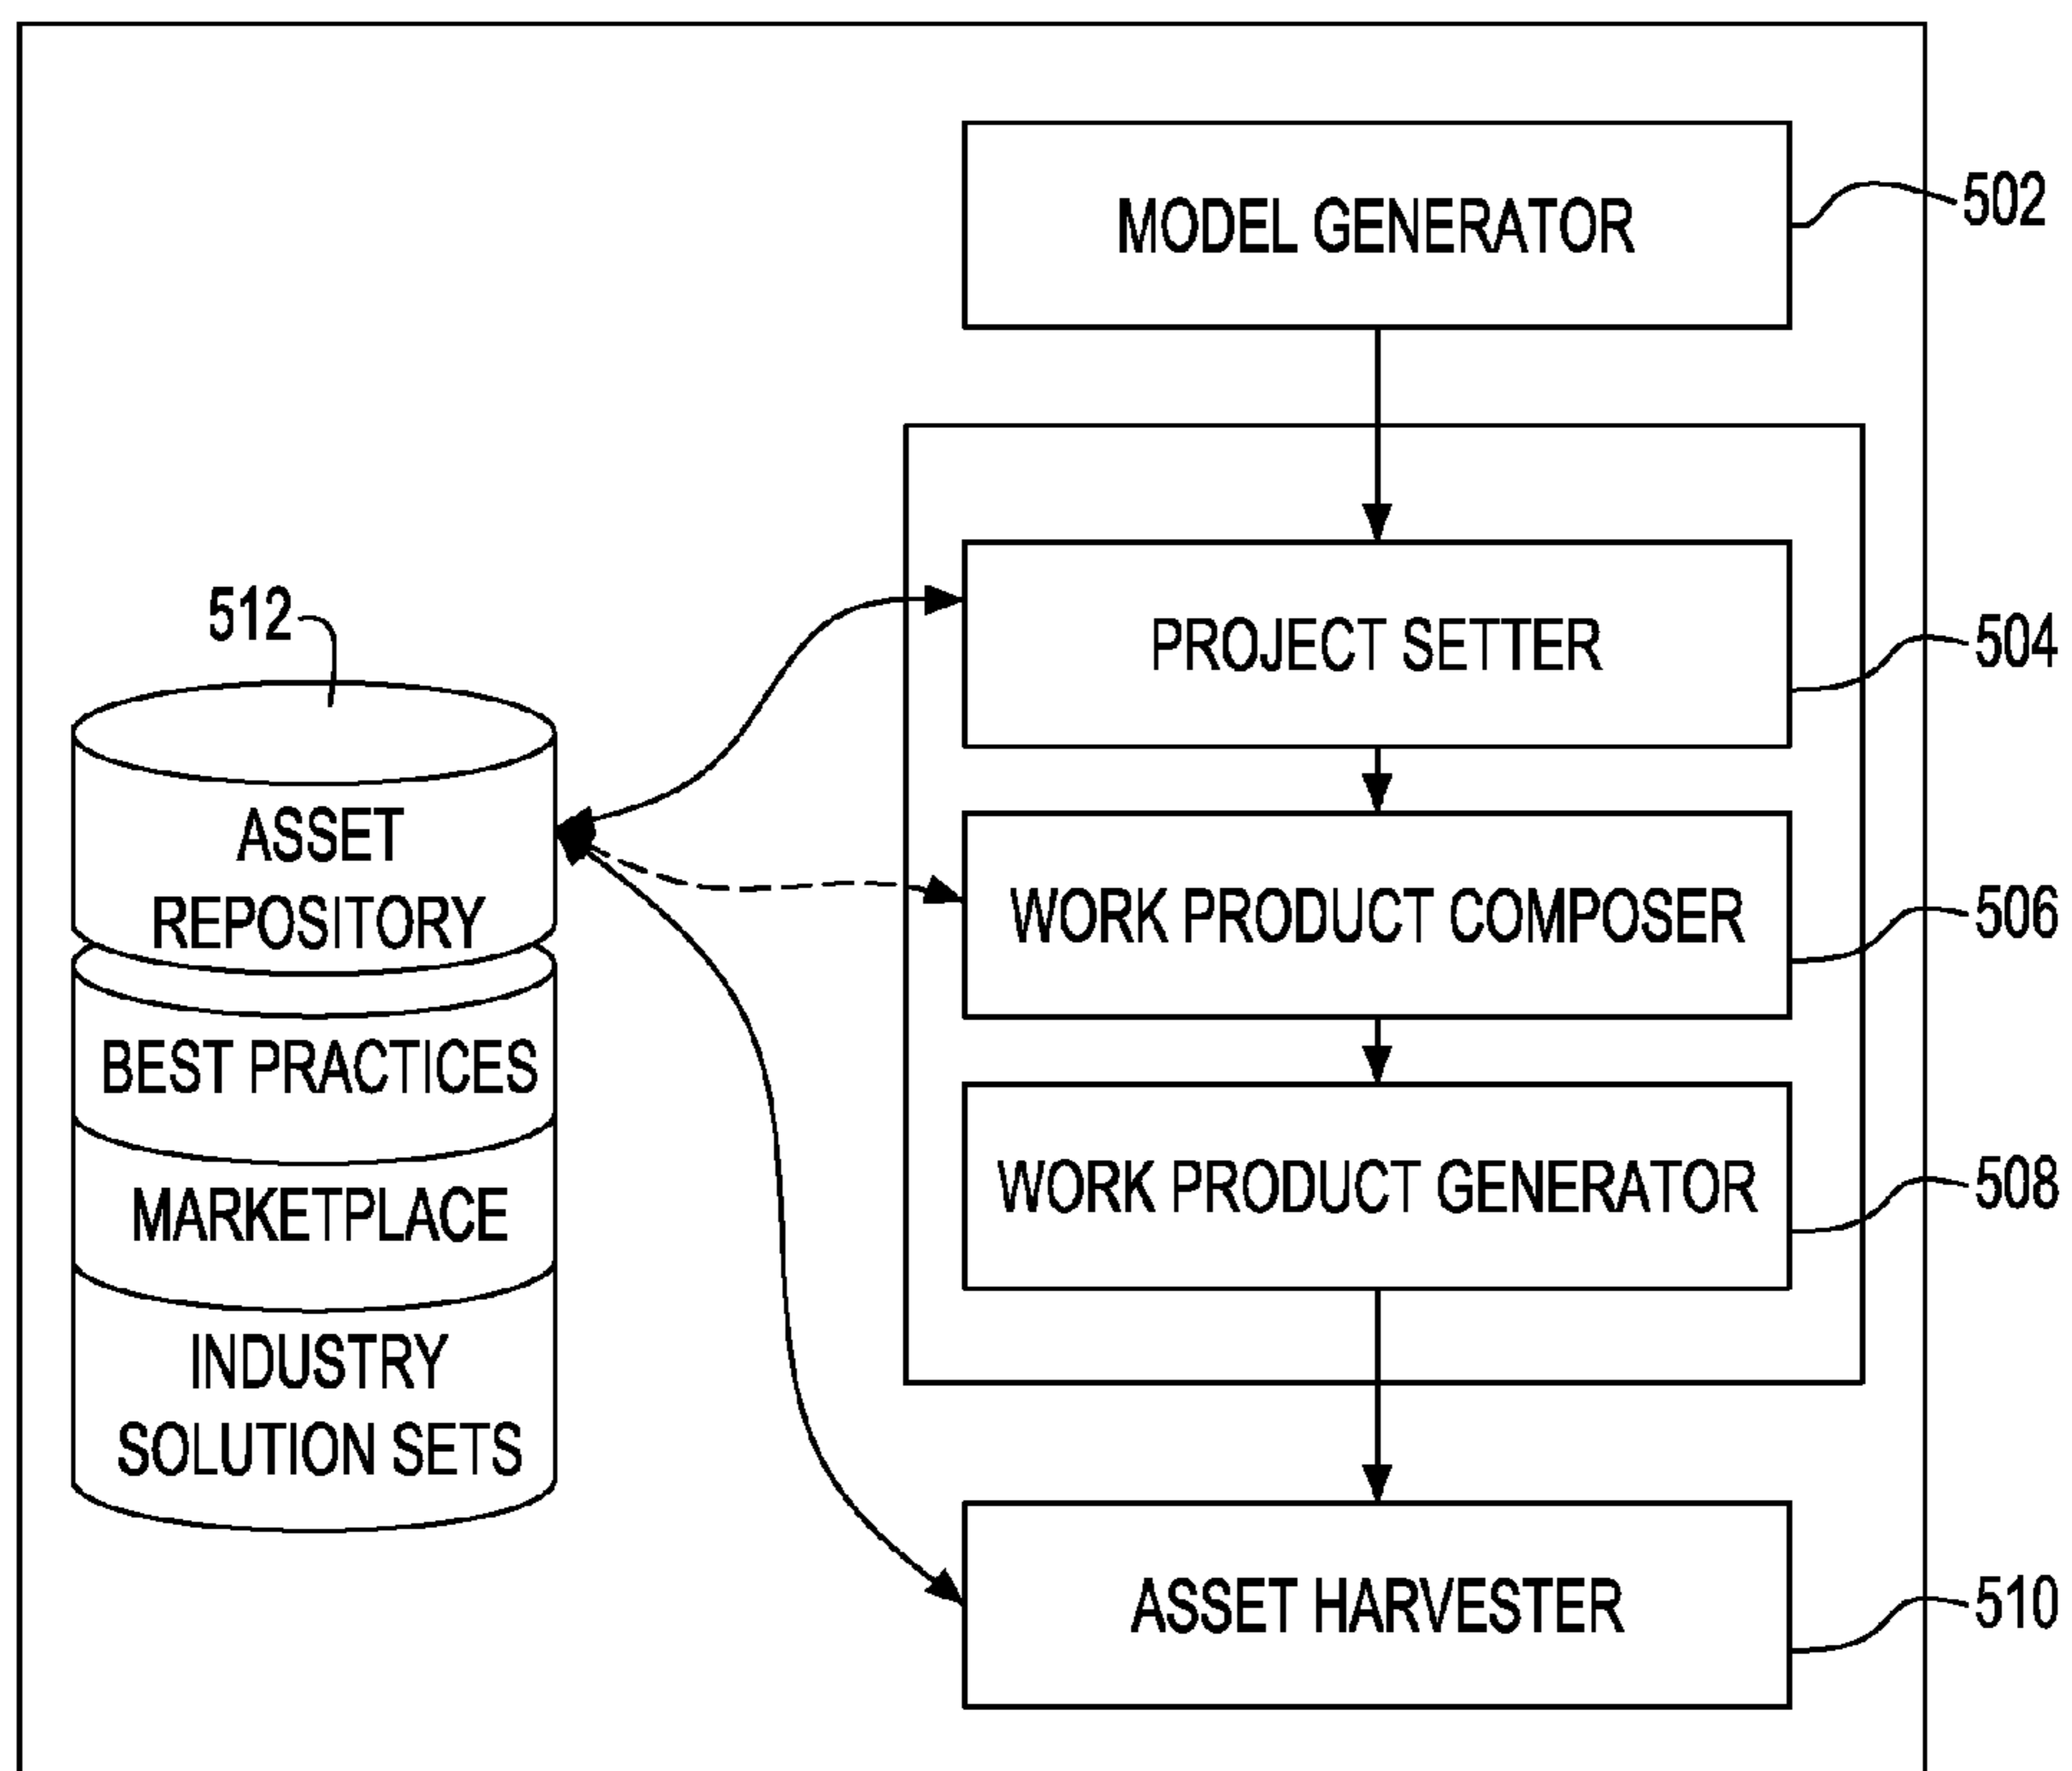 MODEL GENERATOR
502
PROJECT SETTER
504
512
ASSET
REPOSITORY
WORK PRODUCT COMPOSER
506
BEST PRACTICES
WORK PRODUCT GENERATOR
508
MARKETPLACE
INDUSTRY
SOLUTION SETS
ASSET HARVESTER
510